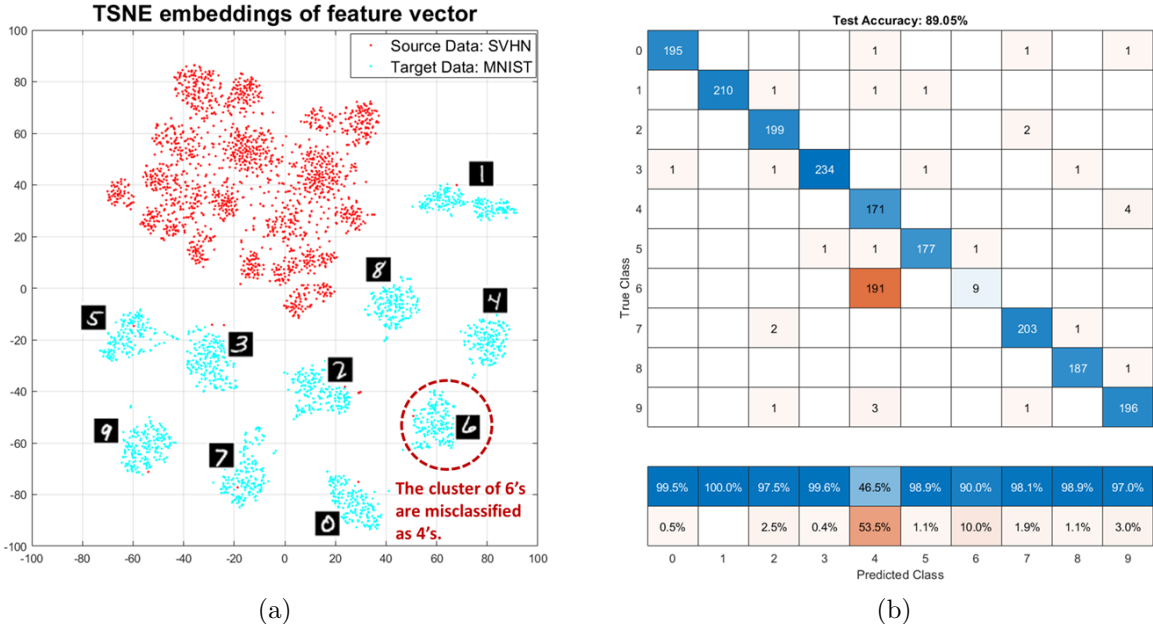 TSNE embeddings of feature vector
Source Data: SVHN
Target Data: MNIST
100
80
60
40
20
0
-20
-40
-60
-80
-100
-100 -80 -60 -40 -20 0 20 40 60 80 100
1
8
4
5
3
2
6
9
7
0
The cluster of 6's
are misclassified
as 4's.
(a)
Test Accuracy: 89.05%
True Class
0 195 1 1 1
1 210 1 1 1
2 199 2
3 1 1 234 1 1
4 171 4
5 1 1 177 1
6 191 9
7 2 203 1
8 187 1
9 1 3 1 196
99.5% 100.0% 97.5% 99.6% 46.5% 98.9% 90.0% 98.1% 98.9% 97.0%
0.5% 2.5% 0.4% 53.5% 1.1% 10.0% 1.9% 1.1% 3.0%
0 1 2 3 4 5 6 7 8 9
Predicted Class
(b)